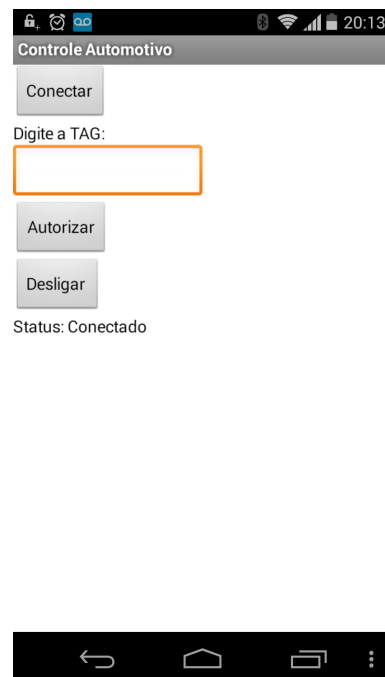 20:13
Controle Automotivo
Conectar
Digite a TAG:
Autorizar
Desligar
Status: Conectado